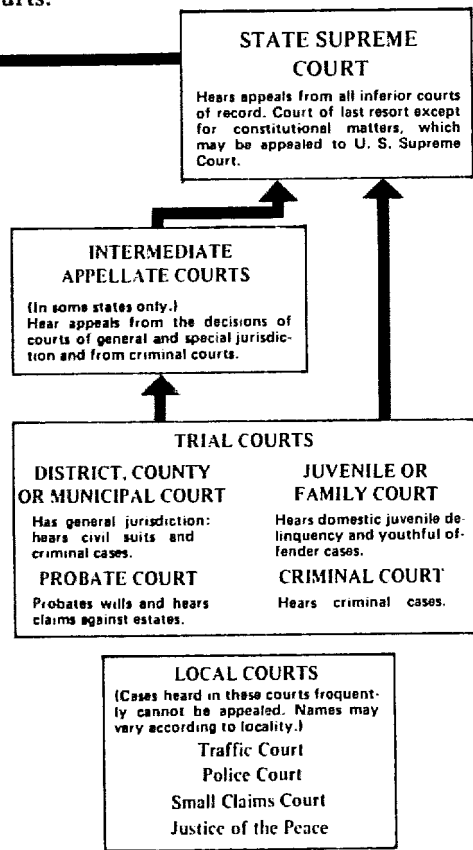 urts.
STATE SUPREME
COURT
Hears appeals from all inferior courts
of record. Court of last resort except
for constitutional matters, which
may be appealed to U. S. Supreme
Court.
INTERMEDIATE
APPELLATE COURTS
(In some states only.)
Hear appeals from the decisions of
courts of general and special jurisdic-
tion and from criminal courts.
TRIAL COURTS
DISTRICT, COUNTY
OR MUNICIPAL COURT
Has general jurisdiction:
hears civil suits and
criminal cases.
PROBATE COURT
Probates wills and hears
claims against estates.
JUVENILE OR
FAMILY COURT
Hears domestic juvenile de-
linquency and youthful of-
fender cases.
CRIMINAL COURT
Hears criminal cases.
LOCAL COURTS
(Cases heard in these courts frequent-
ly cannot be appealed. Names may
vary according to locality.)
Traffic Court
Police Court
Small Claims Court
Justice of the Peace